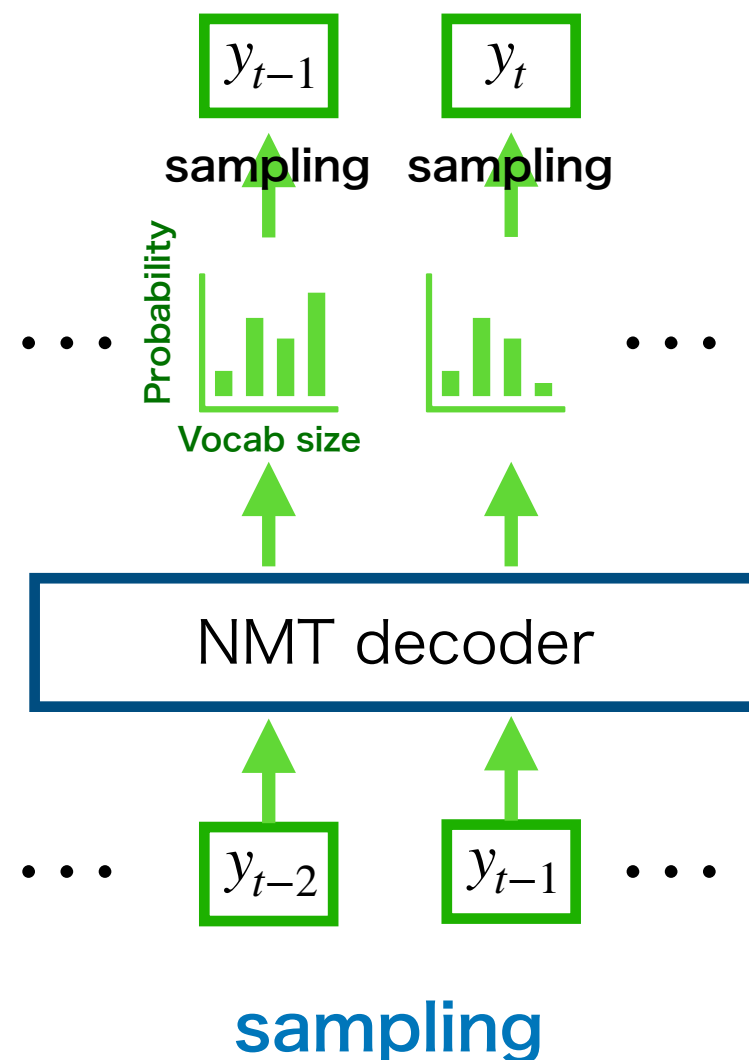 y_{t-1} y_t
sampling sampling
Probability
... ...
Vocab size
NMT decoder
... y_{t-2} y_{t-1} ...
sampling